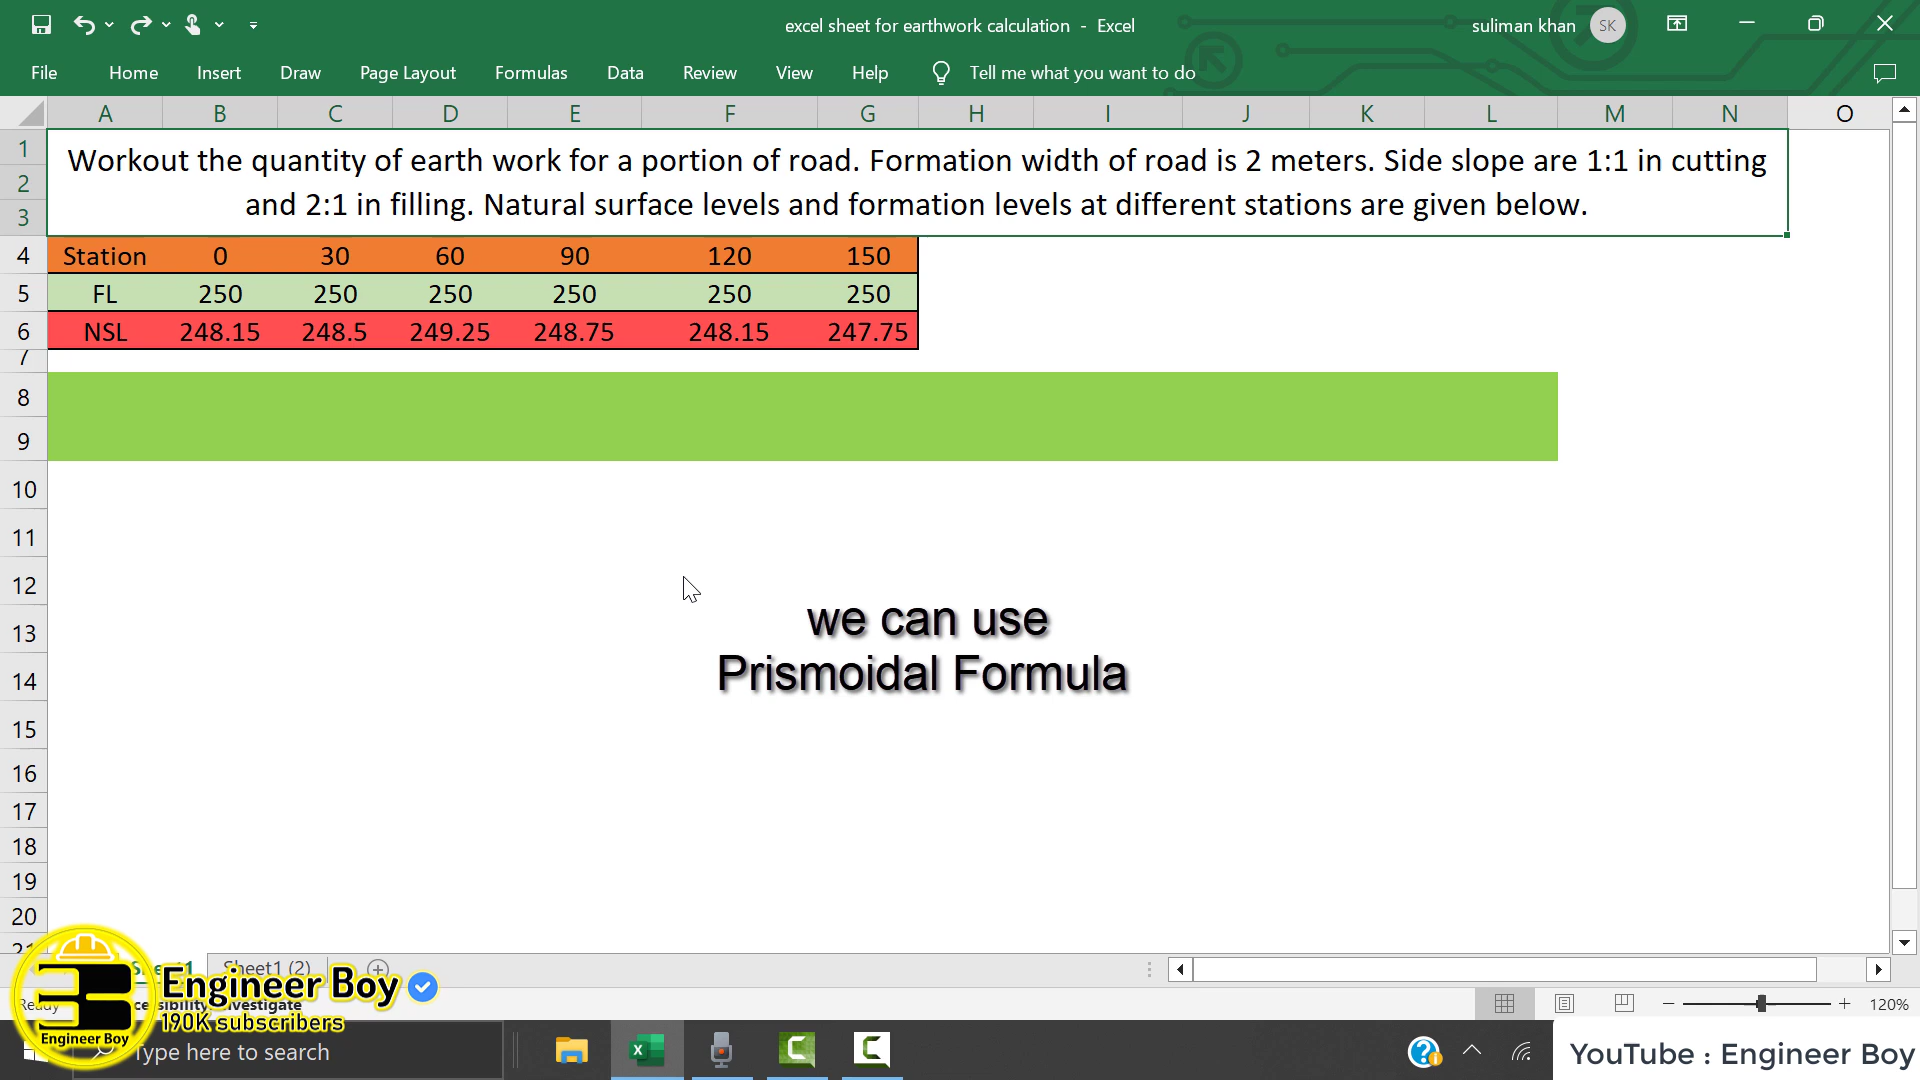 excel sheet for earthwork calculation - Excel
suliman khan SK
File Home Insert Draw Page Layout Formulas Data Review View Help Tell me what you want to do
A B C D E F G H I J K L M N O
1
Workout the quantity of earth work for a portion of road. Formation width of road is 2 meters. Side slope are 1:1 in cutting
2
and 2:1 in filling. Natural surface levels and formation levels at different stations are given below.
3
4 Station 0 30 60 90 120 150
5 FL 250 250 250 250 250 250
6 NSL 248.15 248.5 249.25 248.75 248.15 247.75
7
8
9
10
11
12
13
we can use
14
Prismoidal Formula
15
16
17
18
19
20
21
Sheet1 (2)
Engineer Boy
Ready
Investigate
120%
190K subscribers
Engineer Boy
Type here to search
YouTube : Engineer Boy